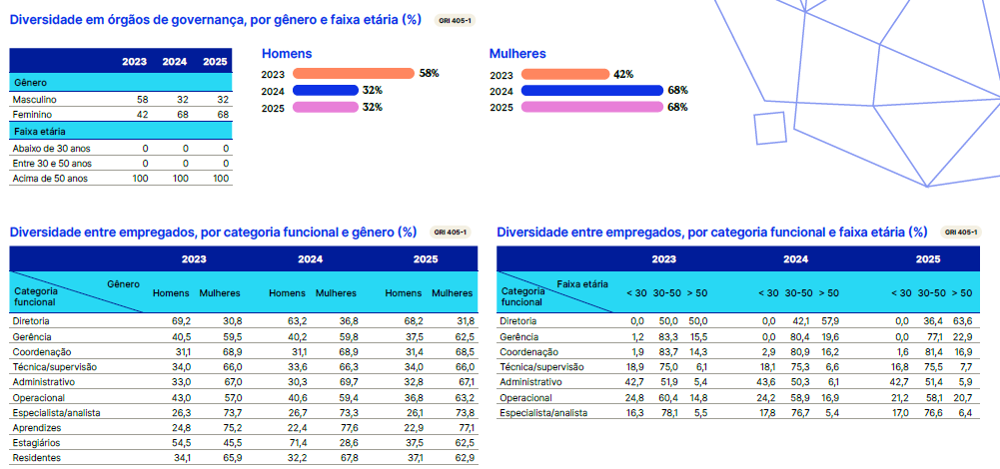 Diversidade em órgãos de governança, por gênero e faixa etária (%) GRI 405-1
2023 2024 2025
Gênero
Masculino 58 32 32
Feminino 42 68 68
Faixa etária
Abaixo de 30 anos 0 0 0
Entre 30 e 50 anos 0 0 0
Acima de 50 anos 100 100 100
Homens
2023 58%
2024 32%
2025 32%
Mulheres
2023 42%
2024 68%
2025 68%
Diversidade entre empregados, por categoria funcional e gênero (%) GRI 405-1
2023 2024 2025
Gênero
Categoria funcional
Homens Mulheres Homens Mulheres Homens Mulheres
Diretoria 69,2 30,8 63,2 36,8 68,2 31,8
Gerência 40,5 59,5 40,2 59,8 37,5 62,5
Coordenação 31,1 68,9 31,1 68,9 31,4 68,5
Técnica/supervisão 34,0 66,0 33,6 66,3 34,0 66,0
Administrativo 33,0 67,0 30,3 69,7 32,8 67,1
Operacional 43,0 57,0 40,6 59,4 36,8 63,2
Especialista/analista 26,3 73,7 26,7 73,3 26,1 73,8
Aprendizes 24,8 75,2 22,4 77,6 22,9 77,1
Estagiários 54,5 45,5 71,4 28,6 37,5 62,5
Residentes 34,1 65,9 32,2 67,8 37,1 62,9
Diversidade entre empregados, por categoria funcional e faixa etária (%) GRI 405-1
2023 2024 2025
Faixa etária
Categoria funcional
< 30 30-50 > 50 < 30 30-50 > 50 < 30 30-50 > 50
Diretoria 0,0 50,0 50,0 0,0 42,1 57,9 0,0 36,4 63,6
Gerência 1,2 83,3 15,5 0,0 80,4 19,6 0,0 77,1 22,9
Coordenação 1,9 83,7 14,3 2,9 80,9 16,2 1,6 81,4 16,9
Técnica/supervisão 18,9 75,0 6,1 18,1 75,3 6,6 16,8 75,5 7,7
Administrativo 42,7 51,9 5,4 43,6 50,3 6,1 42,7 51,4 5,9
Operacional 24,8 60,4 14,8 24,2 58,9 16,9 21,2 58,1 20,7
Especialista/analista 16,3 78,1 5,5 17,8 76,7 5,4 17,0 76,6 6,4